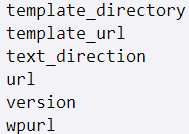 template_directory
template_url
text_direction
url
version
wpurl